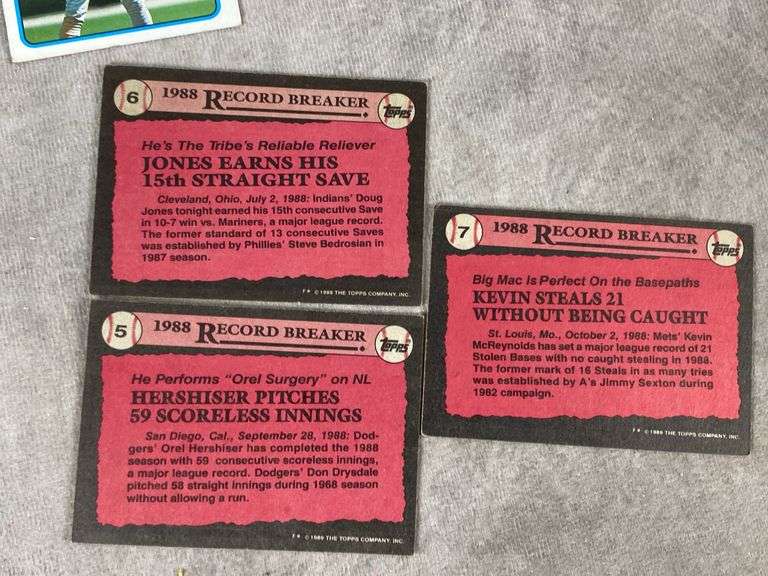 6
1988 RECORD BREAKER
Topps
He's The Tribe's Reliable Reliever
JONES EARNS HIS
15th STRAIGHT SAVE
Cleveland, Ohio, July 2, 1988: Indians' Doug
Jones tonight earned his 15th consecutive Save
in 10-7 win vs. Mariners, a major league record.
The former standard of 13 consecutive Saves
was established by Phillies' Steve Bedrosian in
1987 season.
F* © 1989 THE TOPPS COMPANY, INC.
5
1988 RECORD BREAKER
Topps
He Performs "Orel Surgery" on NL
HERSHISER PITCHES
59 SCORELESS INNINGS
San Diego, Cal., September 28, 1988: Dod-
gers' Orel Hershiser has completed the 1988
season with 59 consecutive scoreless innings,
a major league record. Dodgers' Don Drysdale
pitched 58 straight innings during 1968 season
without allowing a run.
F* © 1989 THE TOPPS COMPANY, INC.
7
1988 RECORD BREAKER
Topps
Big Mac is Perfect On the Basepaths
KEVIN STEALS 21
WITHOUT BEING CAUGHT
St. Louis, Mo., October 2, 1988: Mets' Kevin
McReynolds has set a major league record of 21
Stolen Bases with no caught stealing in 1988.
The former mark of 16 Steals in as many tries
was established by A's Jimmy Sexton during
1982 campaign.
F* © 1989 THE TOPPS COMPANY, INC.